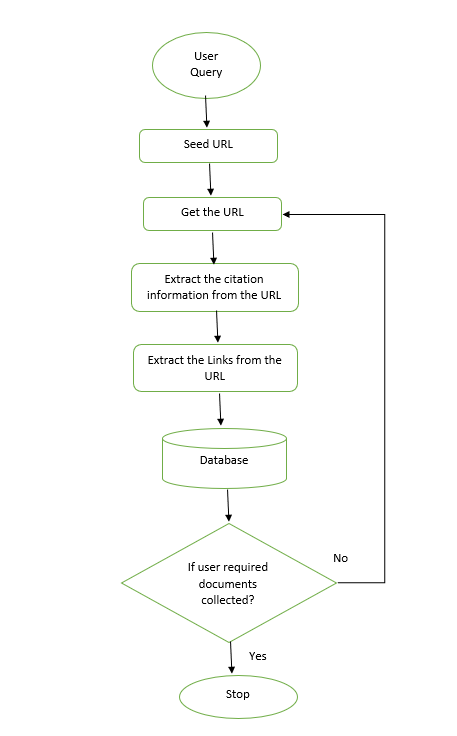 User
Query
Seed URL
Get the URL
Extract the citation
information from the URL
Extract the Links from the
URL
Database
If user required
documents
collected?
No
Yes
Stop